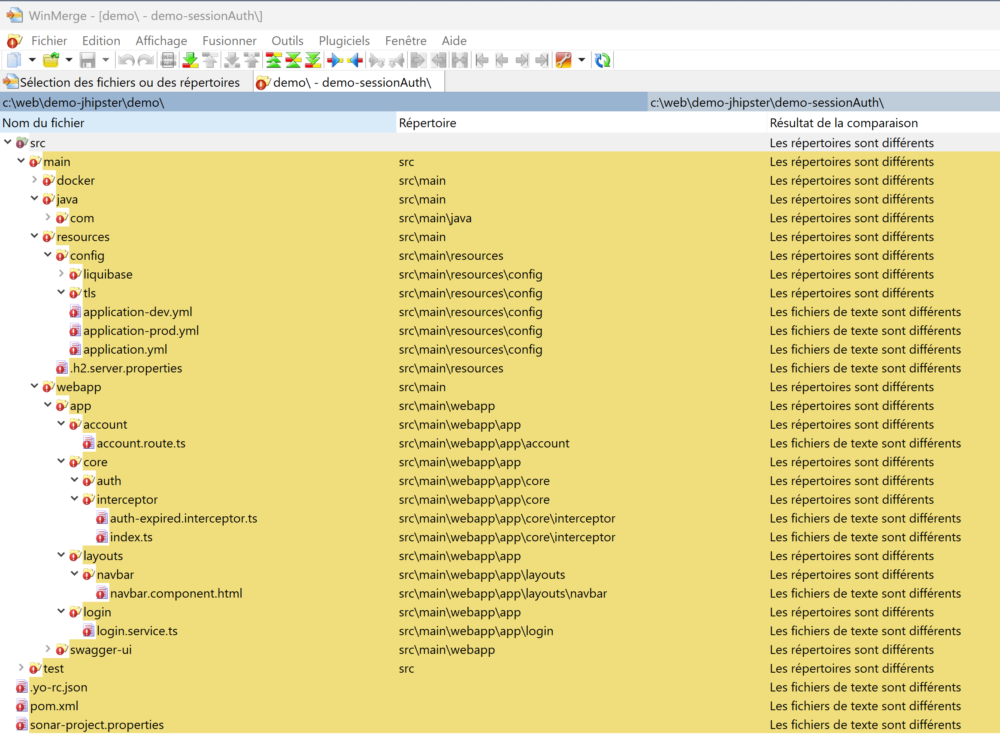 WinMerge - [demo\ - demo-sessionAuth\]
Fichier Edition Affichage Fusionner Outils Plugiciels Fenêtre Aide
Sélection des fichiers ou des répertoires demo\ - demo-sessionAuth\
c:\web\demo-jhipster\demo\ c:\web\demo-jhipster\demo-sessionAuth\
Nom du fichier Répertoire Résultat de la comparaison
src Les répertoires sont différents
main src Les répertoires sont différents
docker src\main Les répertoires sont différents
java src\main Les répertoires sont différents
com src\main\java Les répertoires sont différents
resources src\main Les répertoires sont différents
config src\main\resources Les répertoires sont différents
liquibase src\main\resources\config Les répertoires sont différents
tls src\main\resources\config Les répertoires sont différents
application-dev.yml src\main\resources\config Les fichiers de texte sont différents
application-prod.yml src\main\resources\config Les fichiers de texte sont différents
application.yml src\main\resources\config Les fichiers de texte sont différents
.h2.server.properties src\main\resources Les fichiers de texte sont différents
webapp src\main Les répertoires sont différents
app src\main\webapp Les répertoires sont différents
account src\main\webapp\app Les répertoires sont différents
account.route.ts src\main\webapp\app\account Les fichiers de texte sont différents
core src\main\webapp\app Les répertoires sont différents
auth src\main\webapp\app\core Les répertoires sont différents
interceptor src\main\webapp\app\core Les répertoires sont différents
auth-expired.interceptor.ts src\main\webapp\app\core\interceptor Les fichiers de texte sont différents
index.ts src\main\webapp\app\core\interceptor Les fichiers de texte sont différents
layouts src\main\webapp\app Les répertoires sont différents
navbar src\main\webapp\app\layouts Les répertoires sont différents
navbar.component.html src\main\webapp\app\layouts\navbar Les fichiers de texte sont différents
login src\main\webapp\app Les répertoires sont différents
login.service.ts src\main\webapp\app\login Les fichiers de texte sont différents
swagger-ui src\main\webapp Les répertoires sont différents
test src Les répertoires sont différents
.yo-rc.json Les fichiers de texte sont différents
pom.xml Les fichiers de texte sont différents
sonar-project.properties Les fichiers de texte sont différents